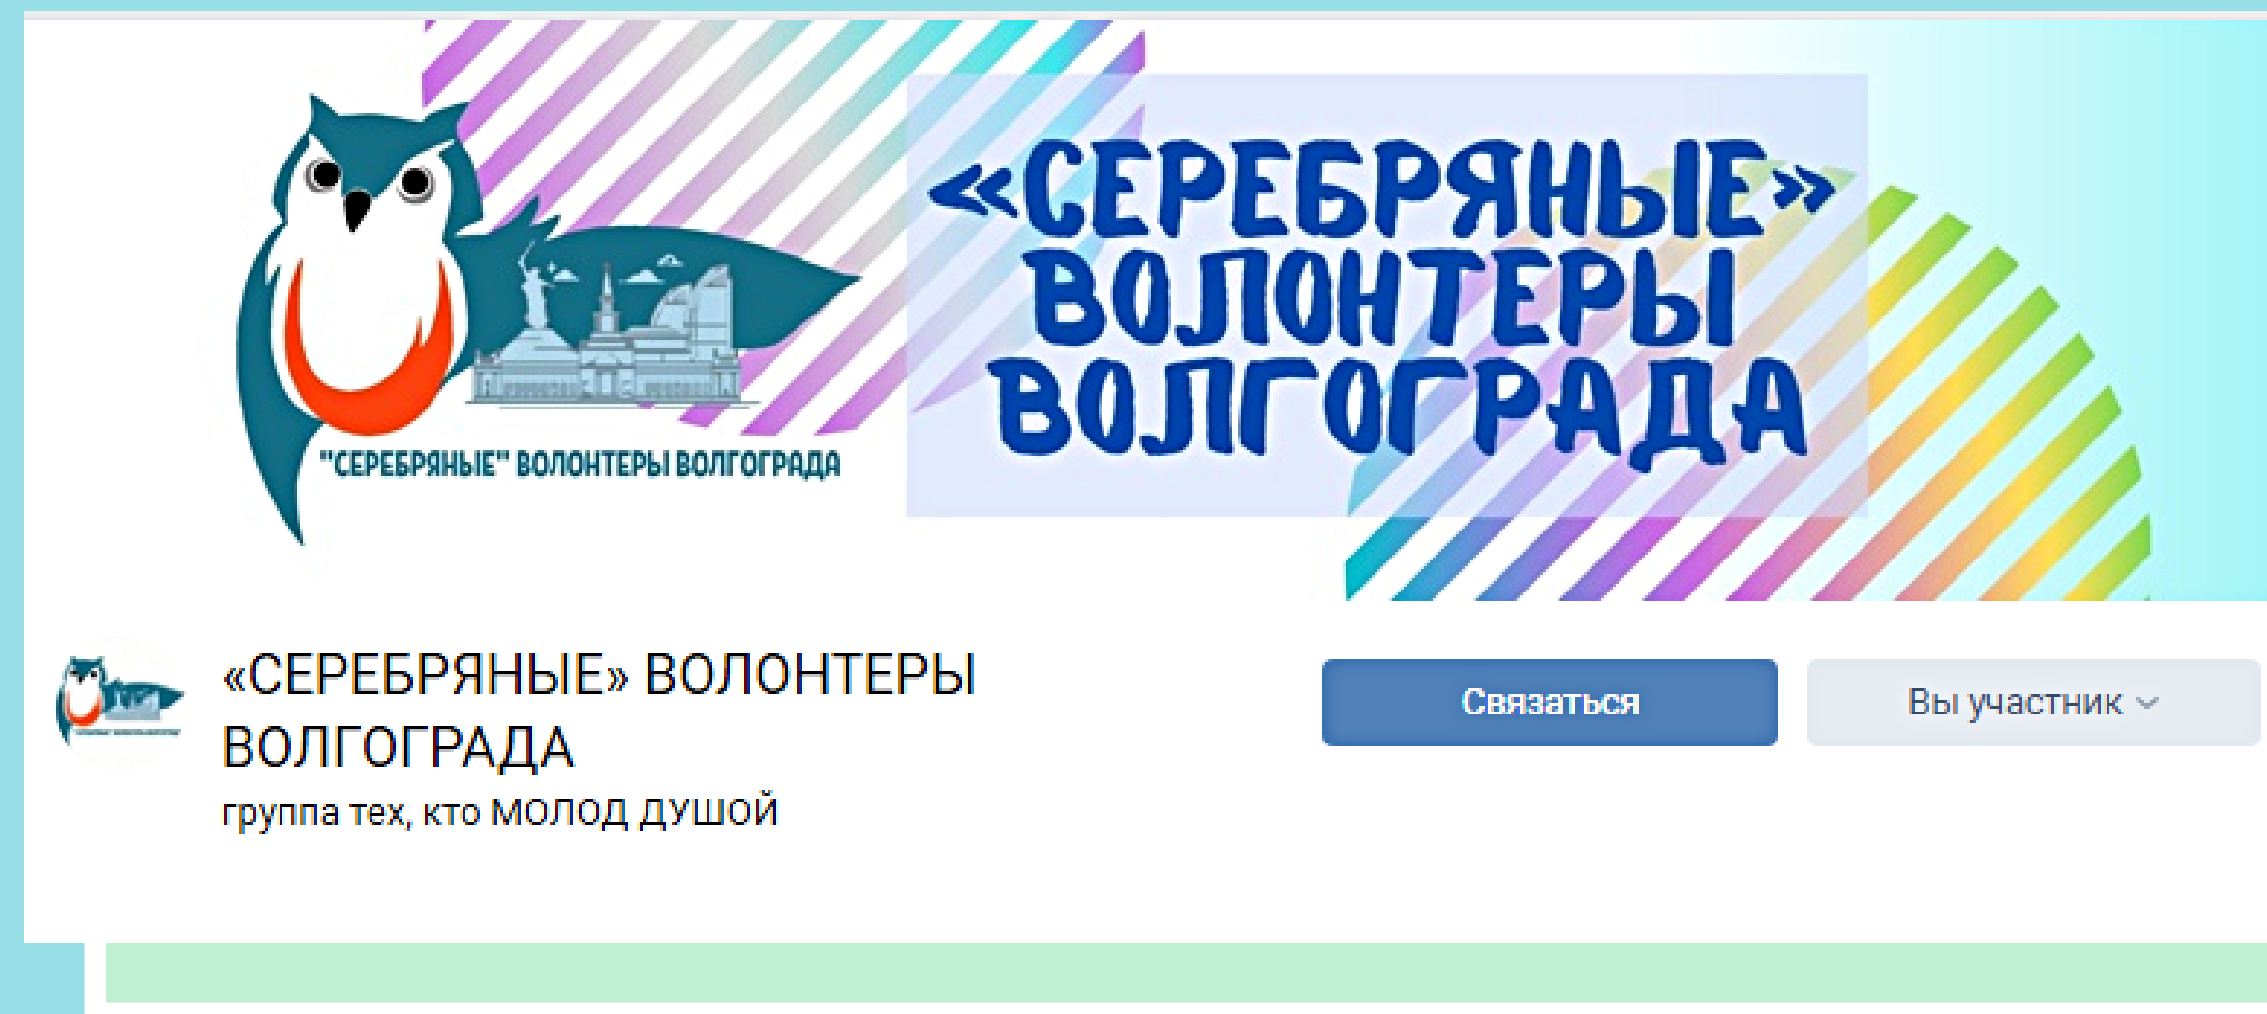 «СЕРЕБРЯНЫЕ»
ВОЛОНТЕРЫ
ВОЛГОГРАДА
"СЕРЕБРЯНЫЕ" ВОЛОНТЕРЫ ВОЛГОГРАДА
«СЕРЕБРЯНЫЕ» ВОЛОНТЕРЫ
ВОЛГОГРАДА
группа тех, кто МОЛОД ДУШОЙ
Связаться
Вы участник